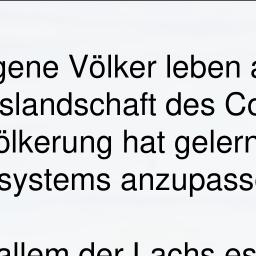 gene Völker leben a
slandschaft des Co
ölkerung hat gelern
systems anzupasse
allem der Lachs es